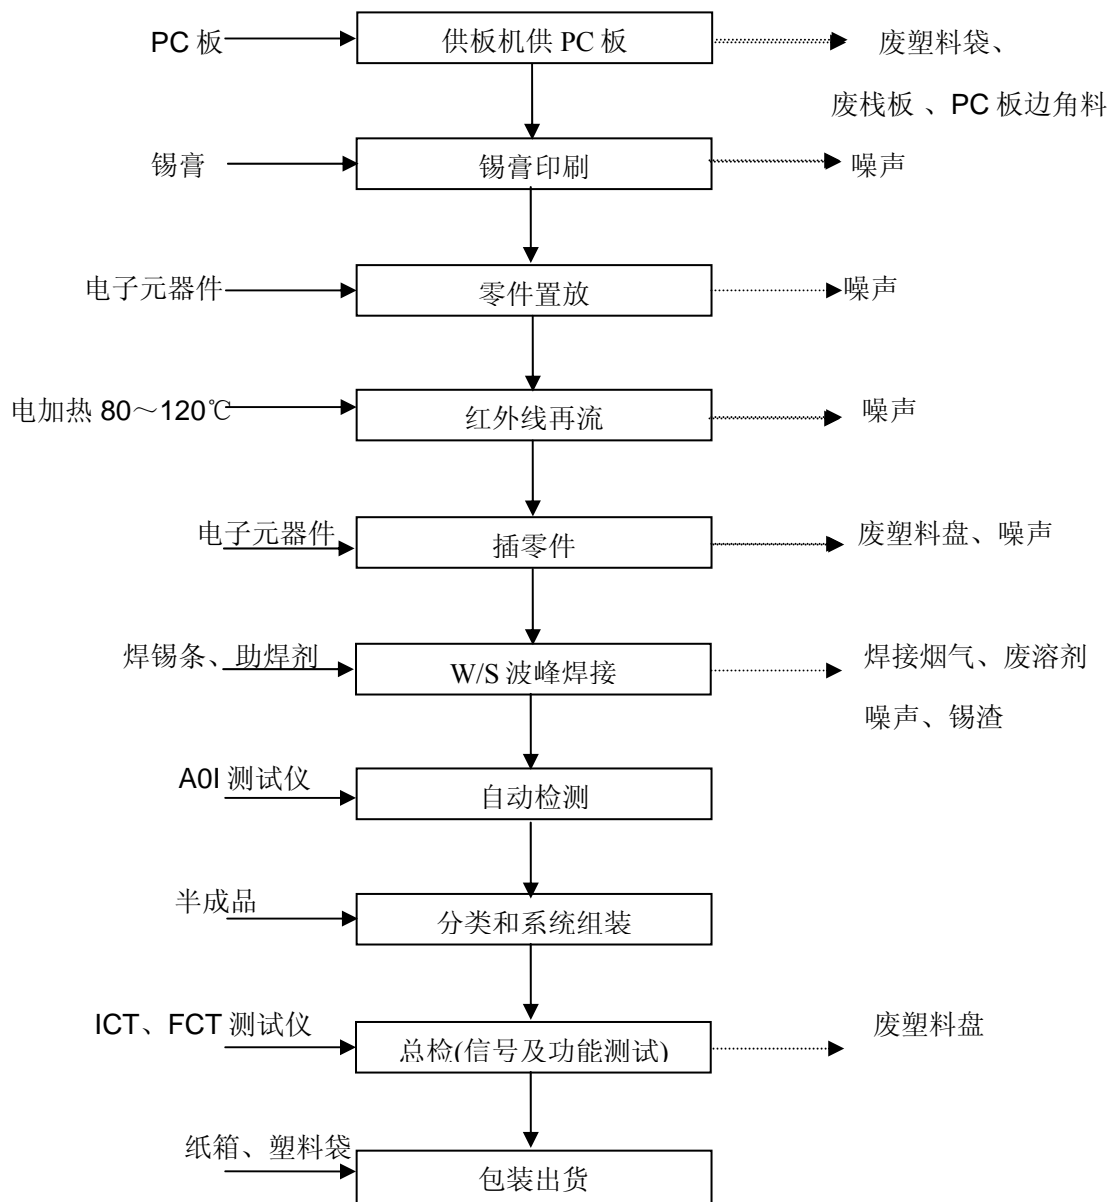 PC 板 供板机供 PC 板 废塑料袋、
废栈板 、PC 板边角料
锡膏 锡膏印刷 噪声
电子元器件 零件置放 噪声
电加热 80～120℃ 红外线再流 噪声
电子元器件 插零件 废塑料盘、噪声
焊锡条、助焊剂 W/S 波峰焊接 焊接烟气、废溶剂
噪声、锡渣
A0I 测试仪 自动检测
半成品 分类和系统组装
ICT、FCT 测试仪 总检(信号及功能测试) 废塑料盘
纸箱、塑料袋 包装出货